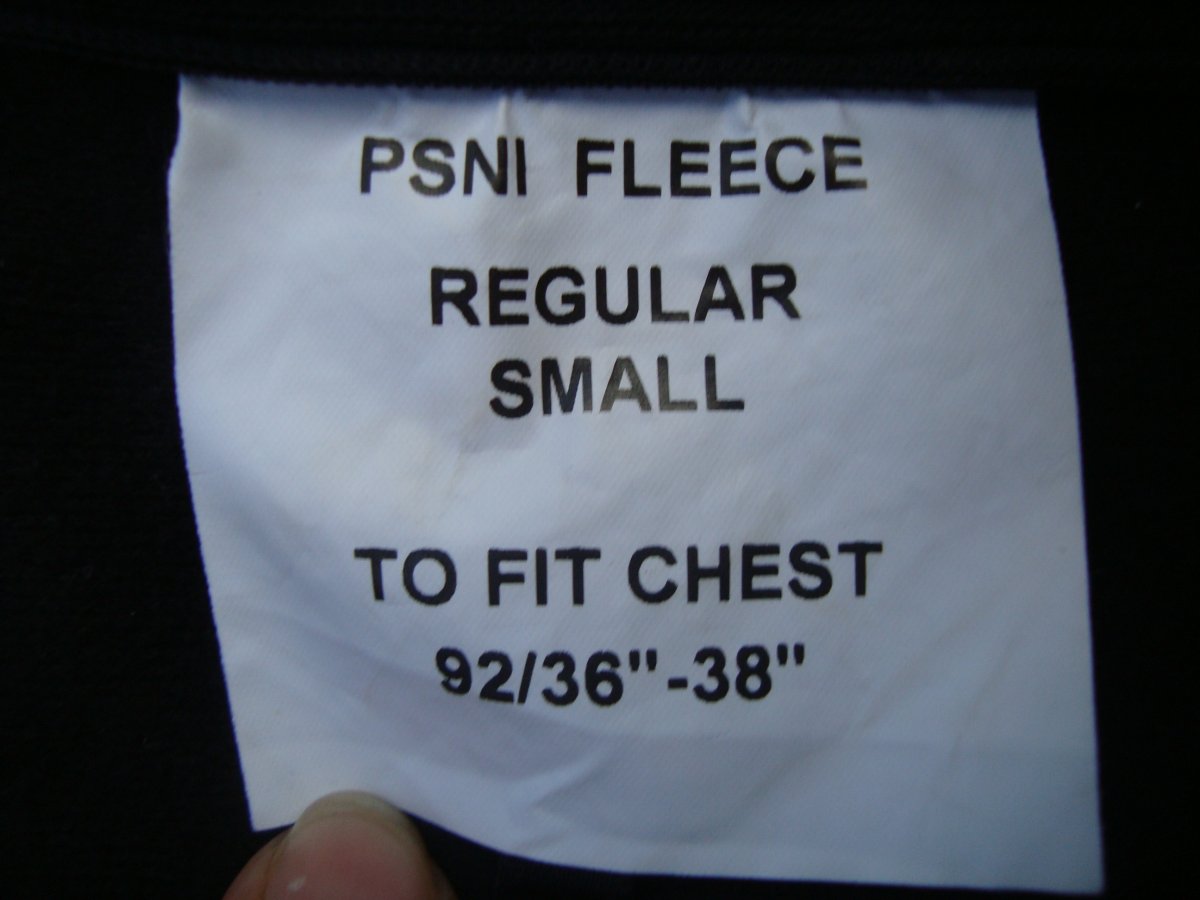 PSNI FLEECE
REGULAR
SMALL
TO FIT CHEST
92/36"-38"